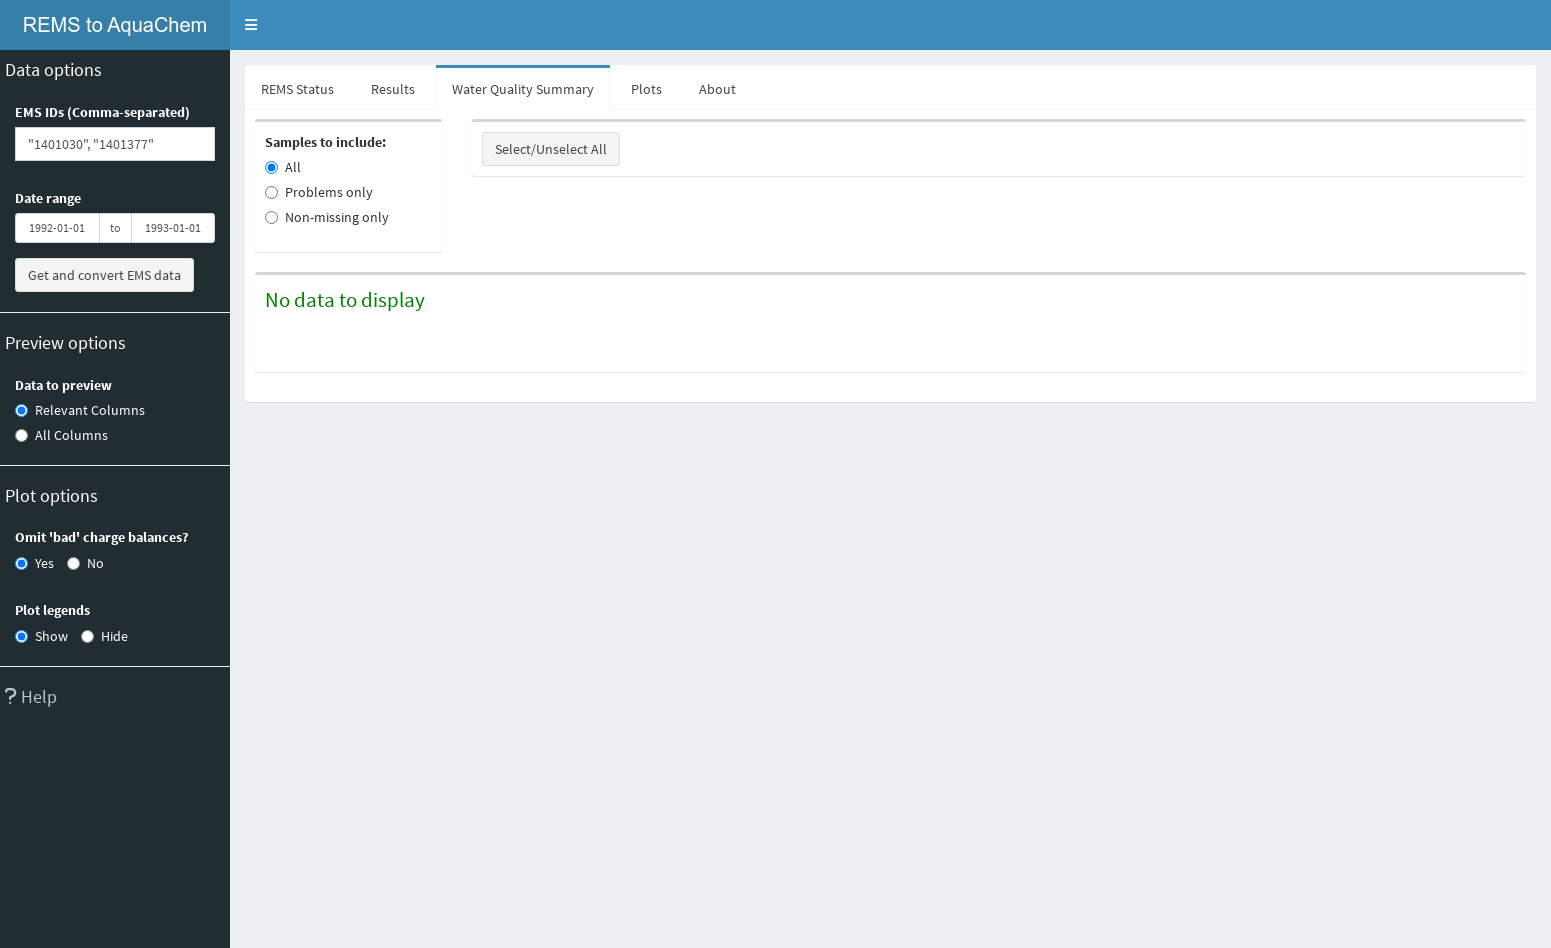 REMS to AquaChem
Data options
EMS IDs (Comma-separated)
"1401030", "1401377"
Date range
1992-01-01 to 1993-01-01
Get and convert EMS data
Preview options
Data to preview
Relevant Columns
All Columns
Plot options
Omit 'bad' charge balances?
Yes No
Plot legends
Show Hide
? Help
REMS Status Results Water Quality Summary Plots About
Samples to include:
All
Problems only
Non-missing only
Select/Unselect All
No data to display